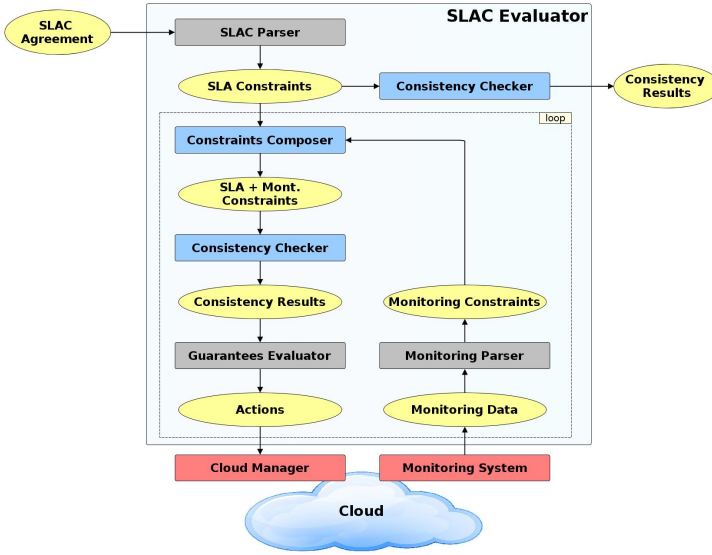 SLAC Evaluator
SLAC
Agreement
SLAC Parser
SLA Constraints
Consistency Checker
Consistency
Results
loop
Constraints Composer
SLA + Mont.
Constraints
Consistency Checker
Consistency Results
Monitoring Constraints
Guarantees Evaluator
Monitoring Parser
Actions
Monitoring Data
Cloud Manager
Monitoring System
Cloud